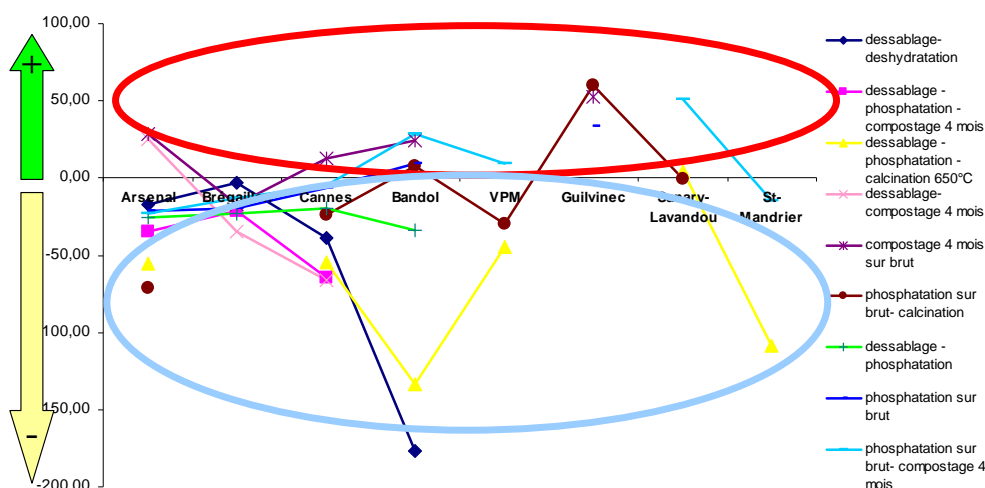 100,00
50,00
0,00
-50,00
-100,00
150,00
-200,00
+
-
Arsenal
Cannes
Bandol
VPM
Guilvinec
Lavandou
St-
Mandrier
dessablage-
deshydratation
dessablage -
phosphatation -
compostage 4 mois
dessablage -
phosphatation -
calcination 650°C
dessablage-
compostage 4 mois
compostage 4 mois
sur brut
phosphatation sur
brut- calcination
dessablage -
phosphatation
phosphatation sur
brut
phosphatation sur
brut- compostage 4
mois